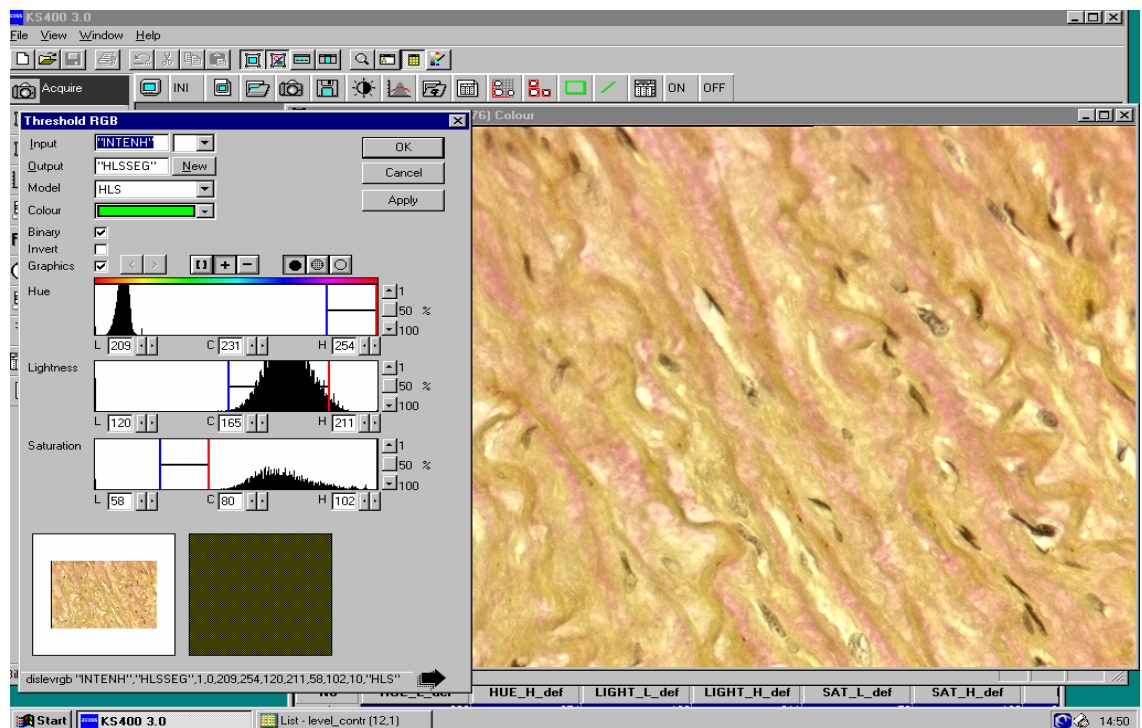 KS400 3.0
File View Window Help
Acquire
INI
ON OFF
Threshold RGB
76) Colour
Input "INTENH"
OK
Output "HLSSEG" New
Cancel
Model HLS
Apply
Colour
Binary
Invert
Graphics < > [ ] + -
Hue
1
50 %
100
L 209 C 231 H 254
Lightness
1
50 %
100
L 120 C 165 H 211
Saturation
1
50 %
100
L 58 C 80 H 102
dislevrgb "INTENH","HLSSEG",1,0,209,254,120,211,58,102,10,"HLS"
HUE_H_def LIGHT_L_def LIGHT_H_def SAT_L_def SAT_H_def
Start KS400 3.0 List - level_contr (12,1) 14:50